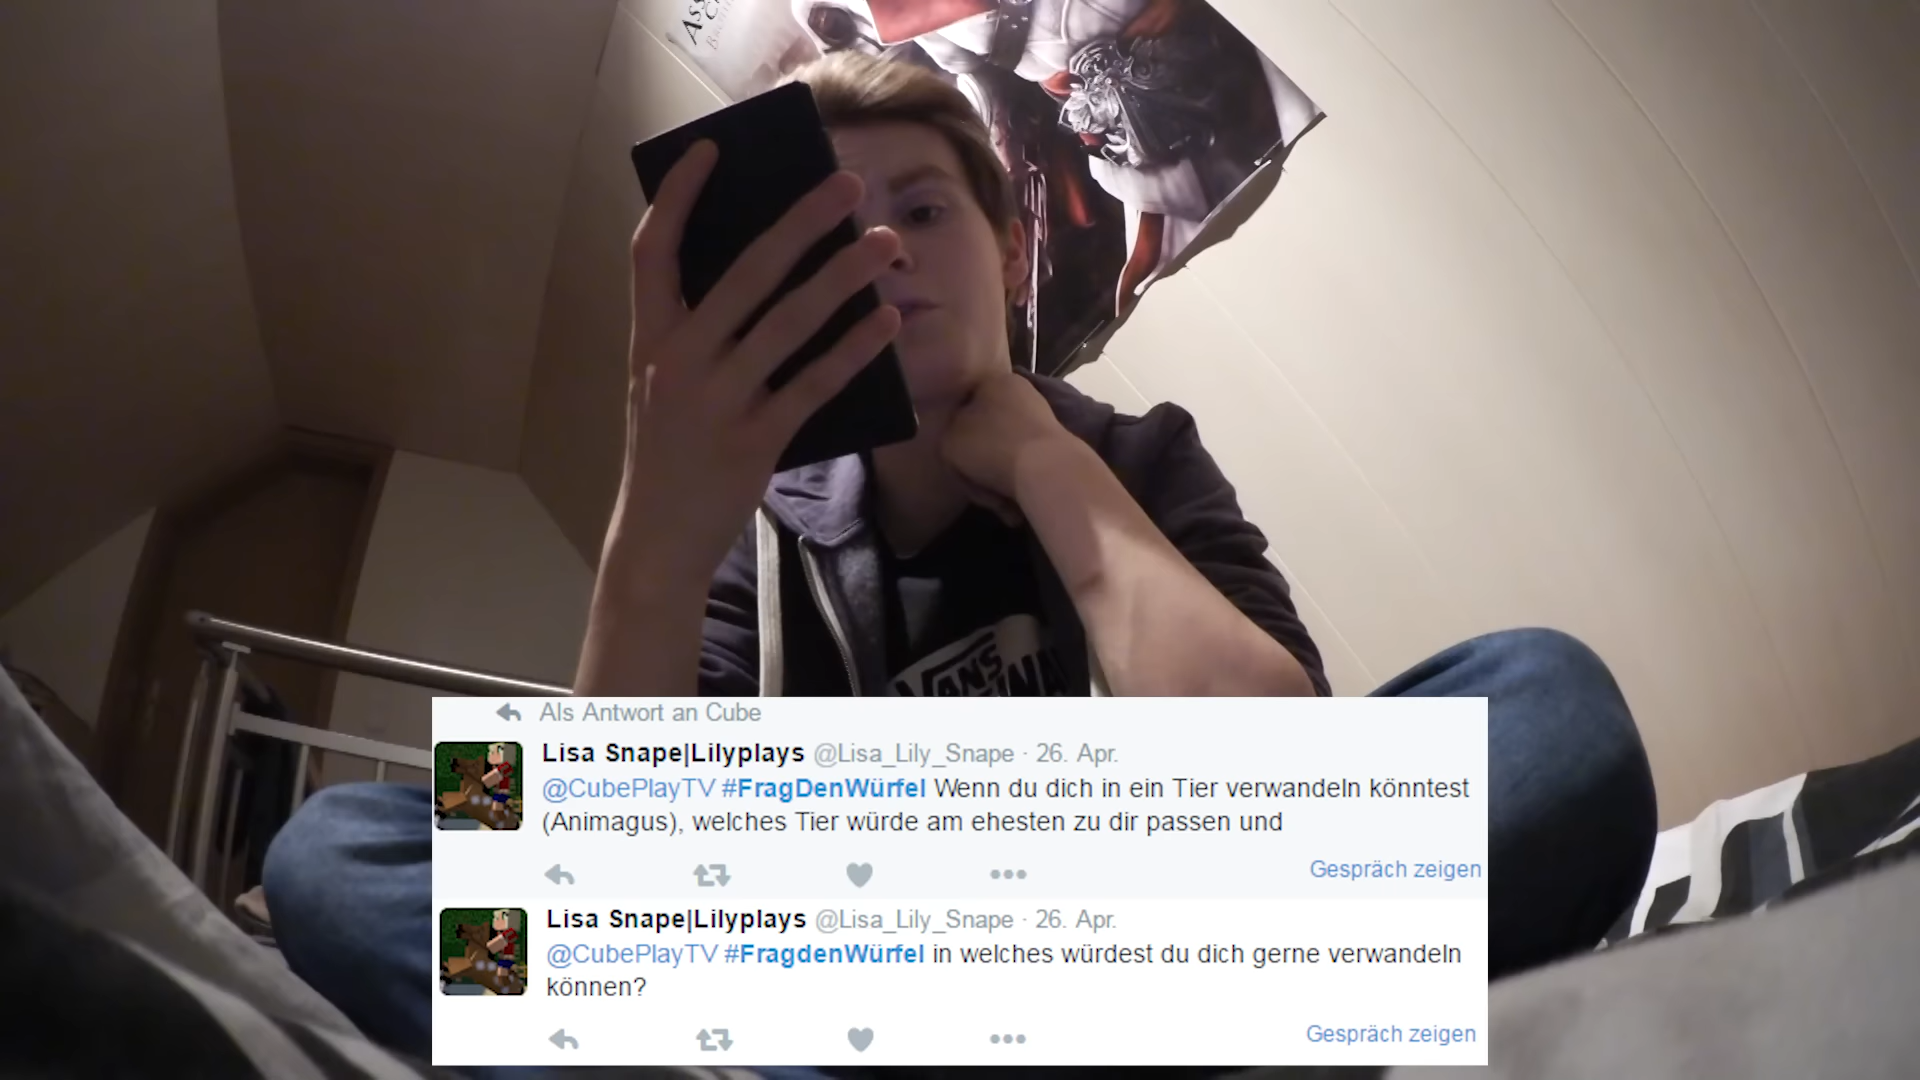 Als Antwort an Cube
Lisa Snape|Lilyplays @Lisa_Lily_Snape · 26. Apr.
@CubePlayTV #FragDenWürfel Wenn du dich in ein Tier verwandeln könntest
(Animagus), welches Tier würde am ehesten zu dir passen und
Gespräch zeigen
Lisa Snape|Lilyplays @Lisa_Lily_Snape · 26. Apr.
@CubePlayTV #FragdenWürfel in welches würdest du dich gerne verwandeln
können?
Gespräch zeigen
VANS